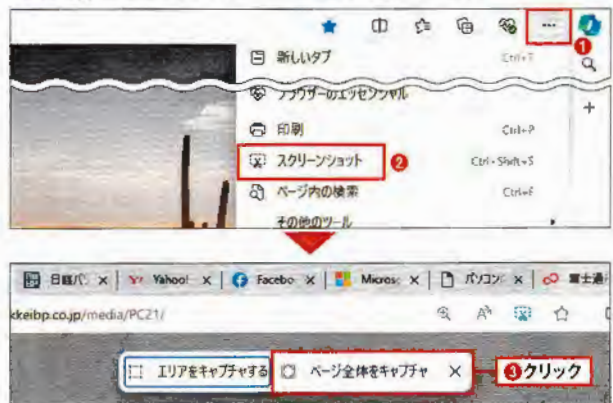 ❶
新しいタブ Ctrl+T
ブラウザーのエッセンシャル
印刷 Ctrl+P
スクリーンショット ❷ Ctrl+Shift+S
ページ内の検索 Ctrl+F
その他のツール
日経パ Yahoo! Facebo Micros パソコン 富士通
kkeibp.co.jp/media/PC21/
エリアをキャプチャする ページ全体をキャプチャ ❸クリック